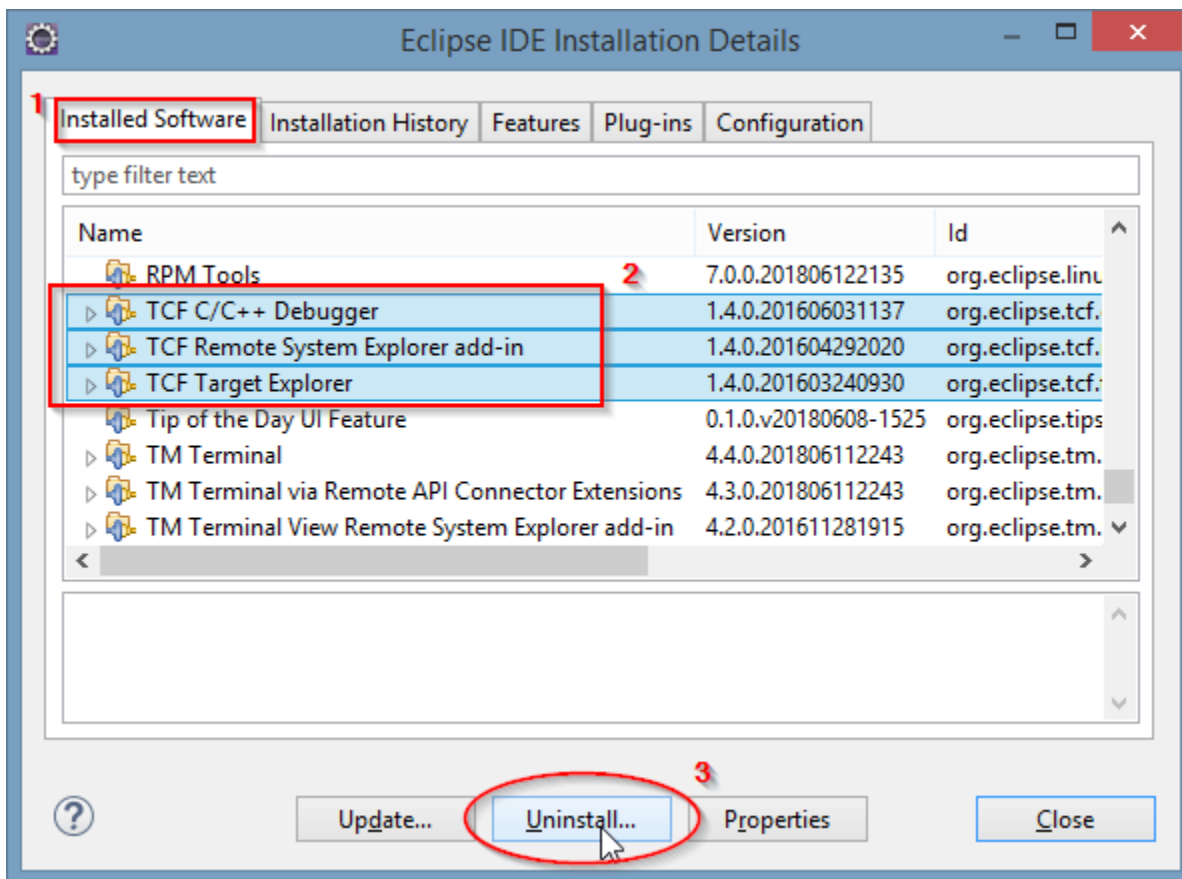 Eclipse IDE Installation Details
1
Installed Software Installation History Features Plug-ins Configuration
type filter text
Name Version Id
RPM Tools 7.0.0.201806122135 org.eclipse.linu
2
TCF C/C++ Debugger 1.4.0.201606031137 org.eclipse.tcf.
TCF Remote System Explorer add-in 1.4.0.201604292020 org.eclipse.tcf.
TCF Target Explorer 1.4.0.201603240930 org.eclipse.tcf.
Tip of the Day UI Feature 0.1.0.v20180608-1525 org.eclipse.tips
TM Terminal 4.4.0.201806112243 org.eclipse.tm.
TM Terminal via Remote API Connector Extensions 4.3.0.201806112243 org.eclipse.tm.
TM Terminal View Remote System Explorer add-in 4.2.0.201611281915 org.eclipse.tm.
3
? Update... Uninstall... Properties Close